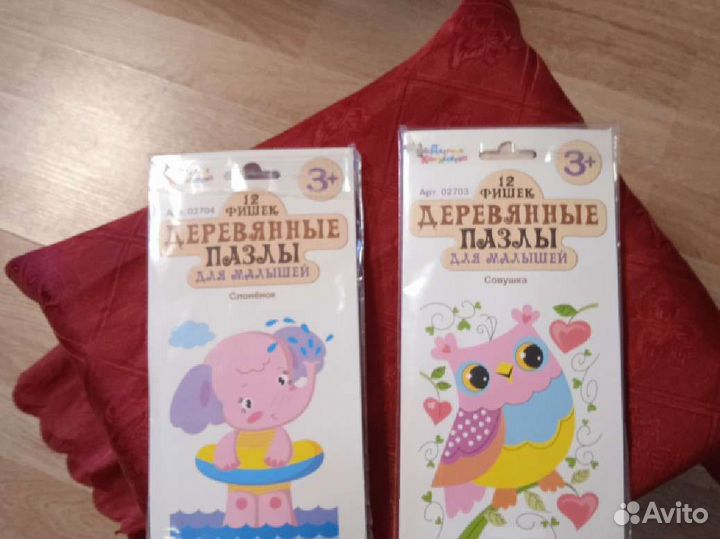 3+
12
ФИШЕК
Арт. 02704
ДЕРЕВЯННЫЕ
ПАЗЛЫ
ДЛЯ МАЛЫШЕЙ
Слонёнок
3+
12
ФИШЕК
Арт. 02703
ДЕРЕВЯННЫЕ
ПАЗЛЫ
ДЛЯ МАЛЫШЕЙ
Совушка
Avito